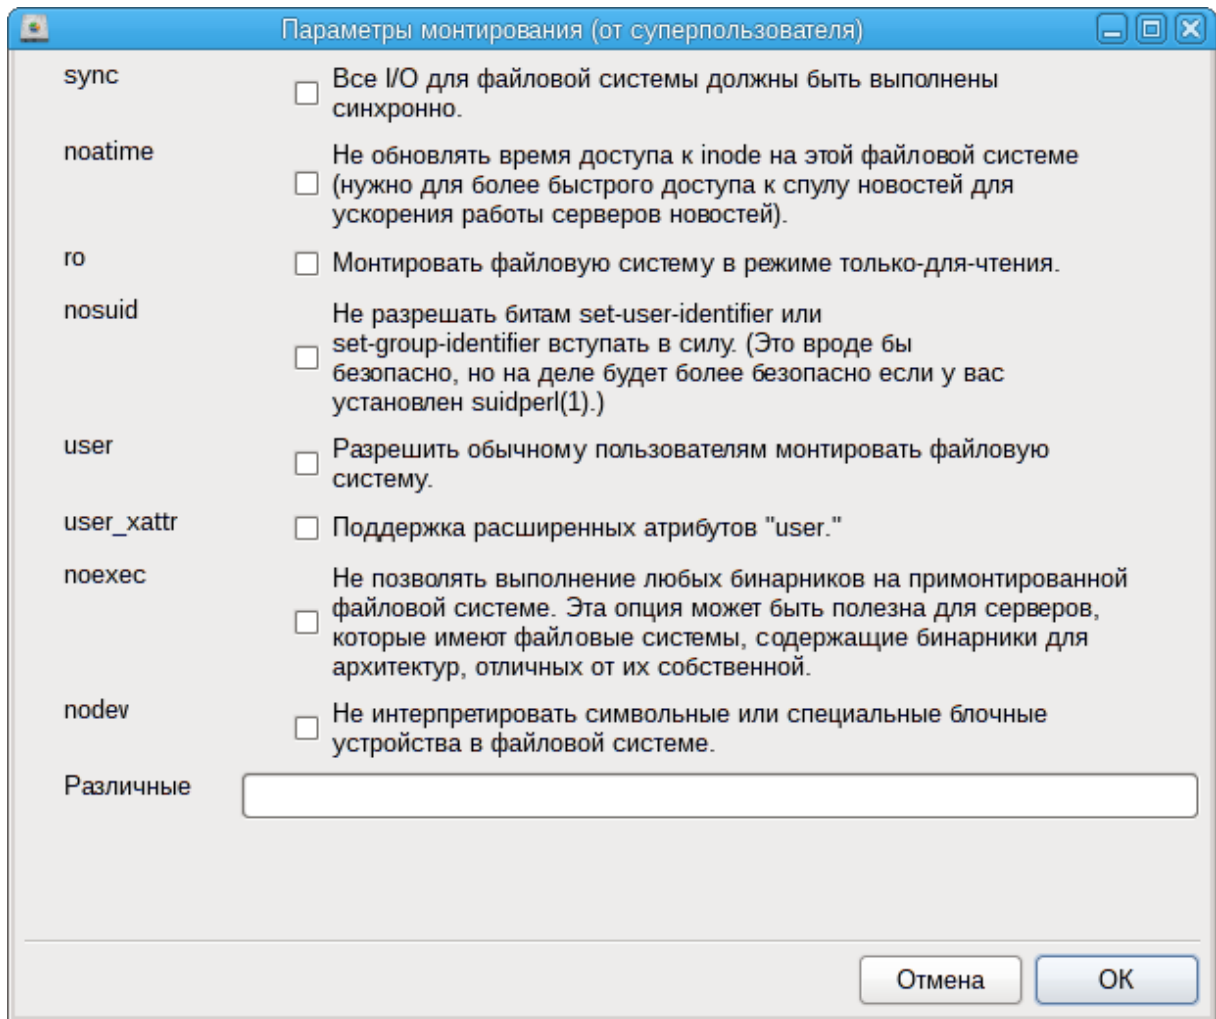 Параметры монтирования (от суперпользователя)
sync
Все I/O для файловой системы должны быть выполнены
синхронно.
noatime
Не обновлять время доступа к inode на этой файловой системе
(нужно для более быстрого доступа к спулу новостей для
ускорения работы серверов новостей).
ro
Монтировать файловую систему в режиме только-для-чтения.
nosuid
Не разрешать битам set-user-identifier или
set-group-identifier вступать в силу. (Это вроде бы
безопасно, но на деле будет более безопасно если у вас
установлен suidperl(1).)
user
Разрешить обычному пользователям монтировать файловую
систему.
user_xattr
Поддержка расширенных атрибутов "user."
noexec
Не позволять выполнение любых бинарников на примонтированной
файловой системе. Эта опция может быть полезна для серверов,
которые имеют файловые системы, содержащие бинарники для
архитектур, отличных от их собственной.
nodev
Не интерпретировать символьные или специальные блочные
устройства в файловой системе.
Различные
Отмена
ОК